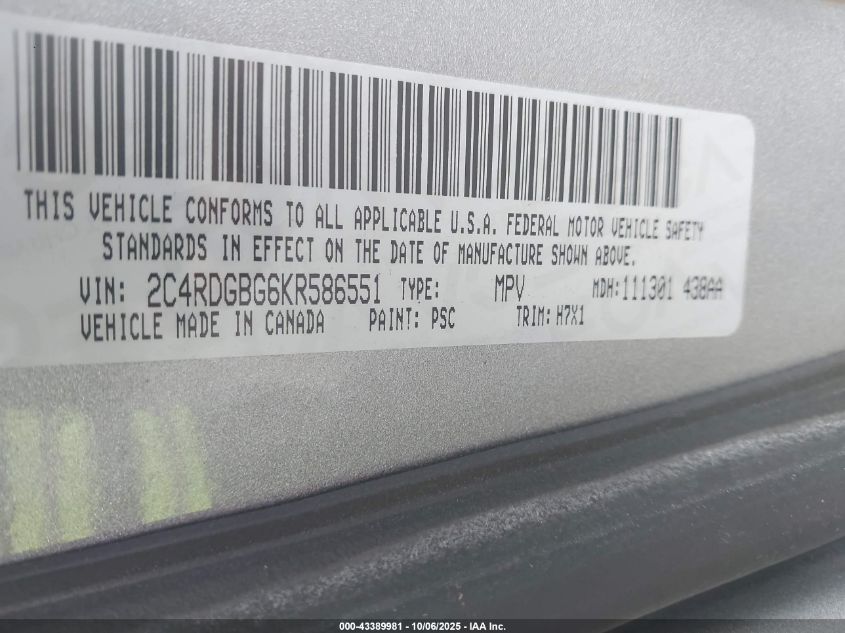 THIS VEHICLE CONFORMS TO ALL APPLICABLE U.S.A. FEDERAL MOTOR VEHICLE SAFETY
STANDARDS IN EFFECT ON THE DATE OF MANUFACTURE SHOWN ABOVE.
VIN: 2C4RDGBG6KR586551 TYPE: MPV MDH:111301 438AA
VEHICLE MADE IN CANADA PAINT: PSC TRIM: H7X1
000-43389981 - 10/06/2025 - IAA Inc.